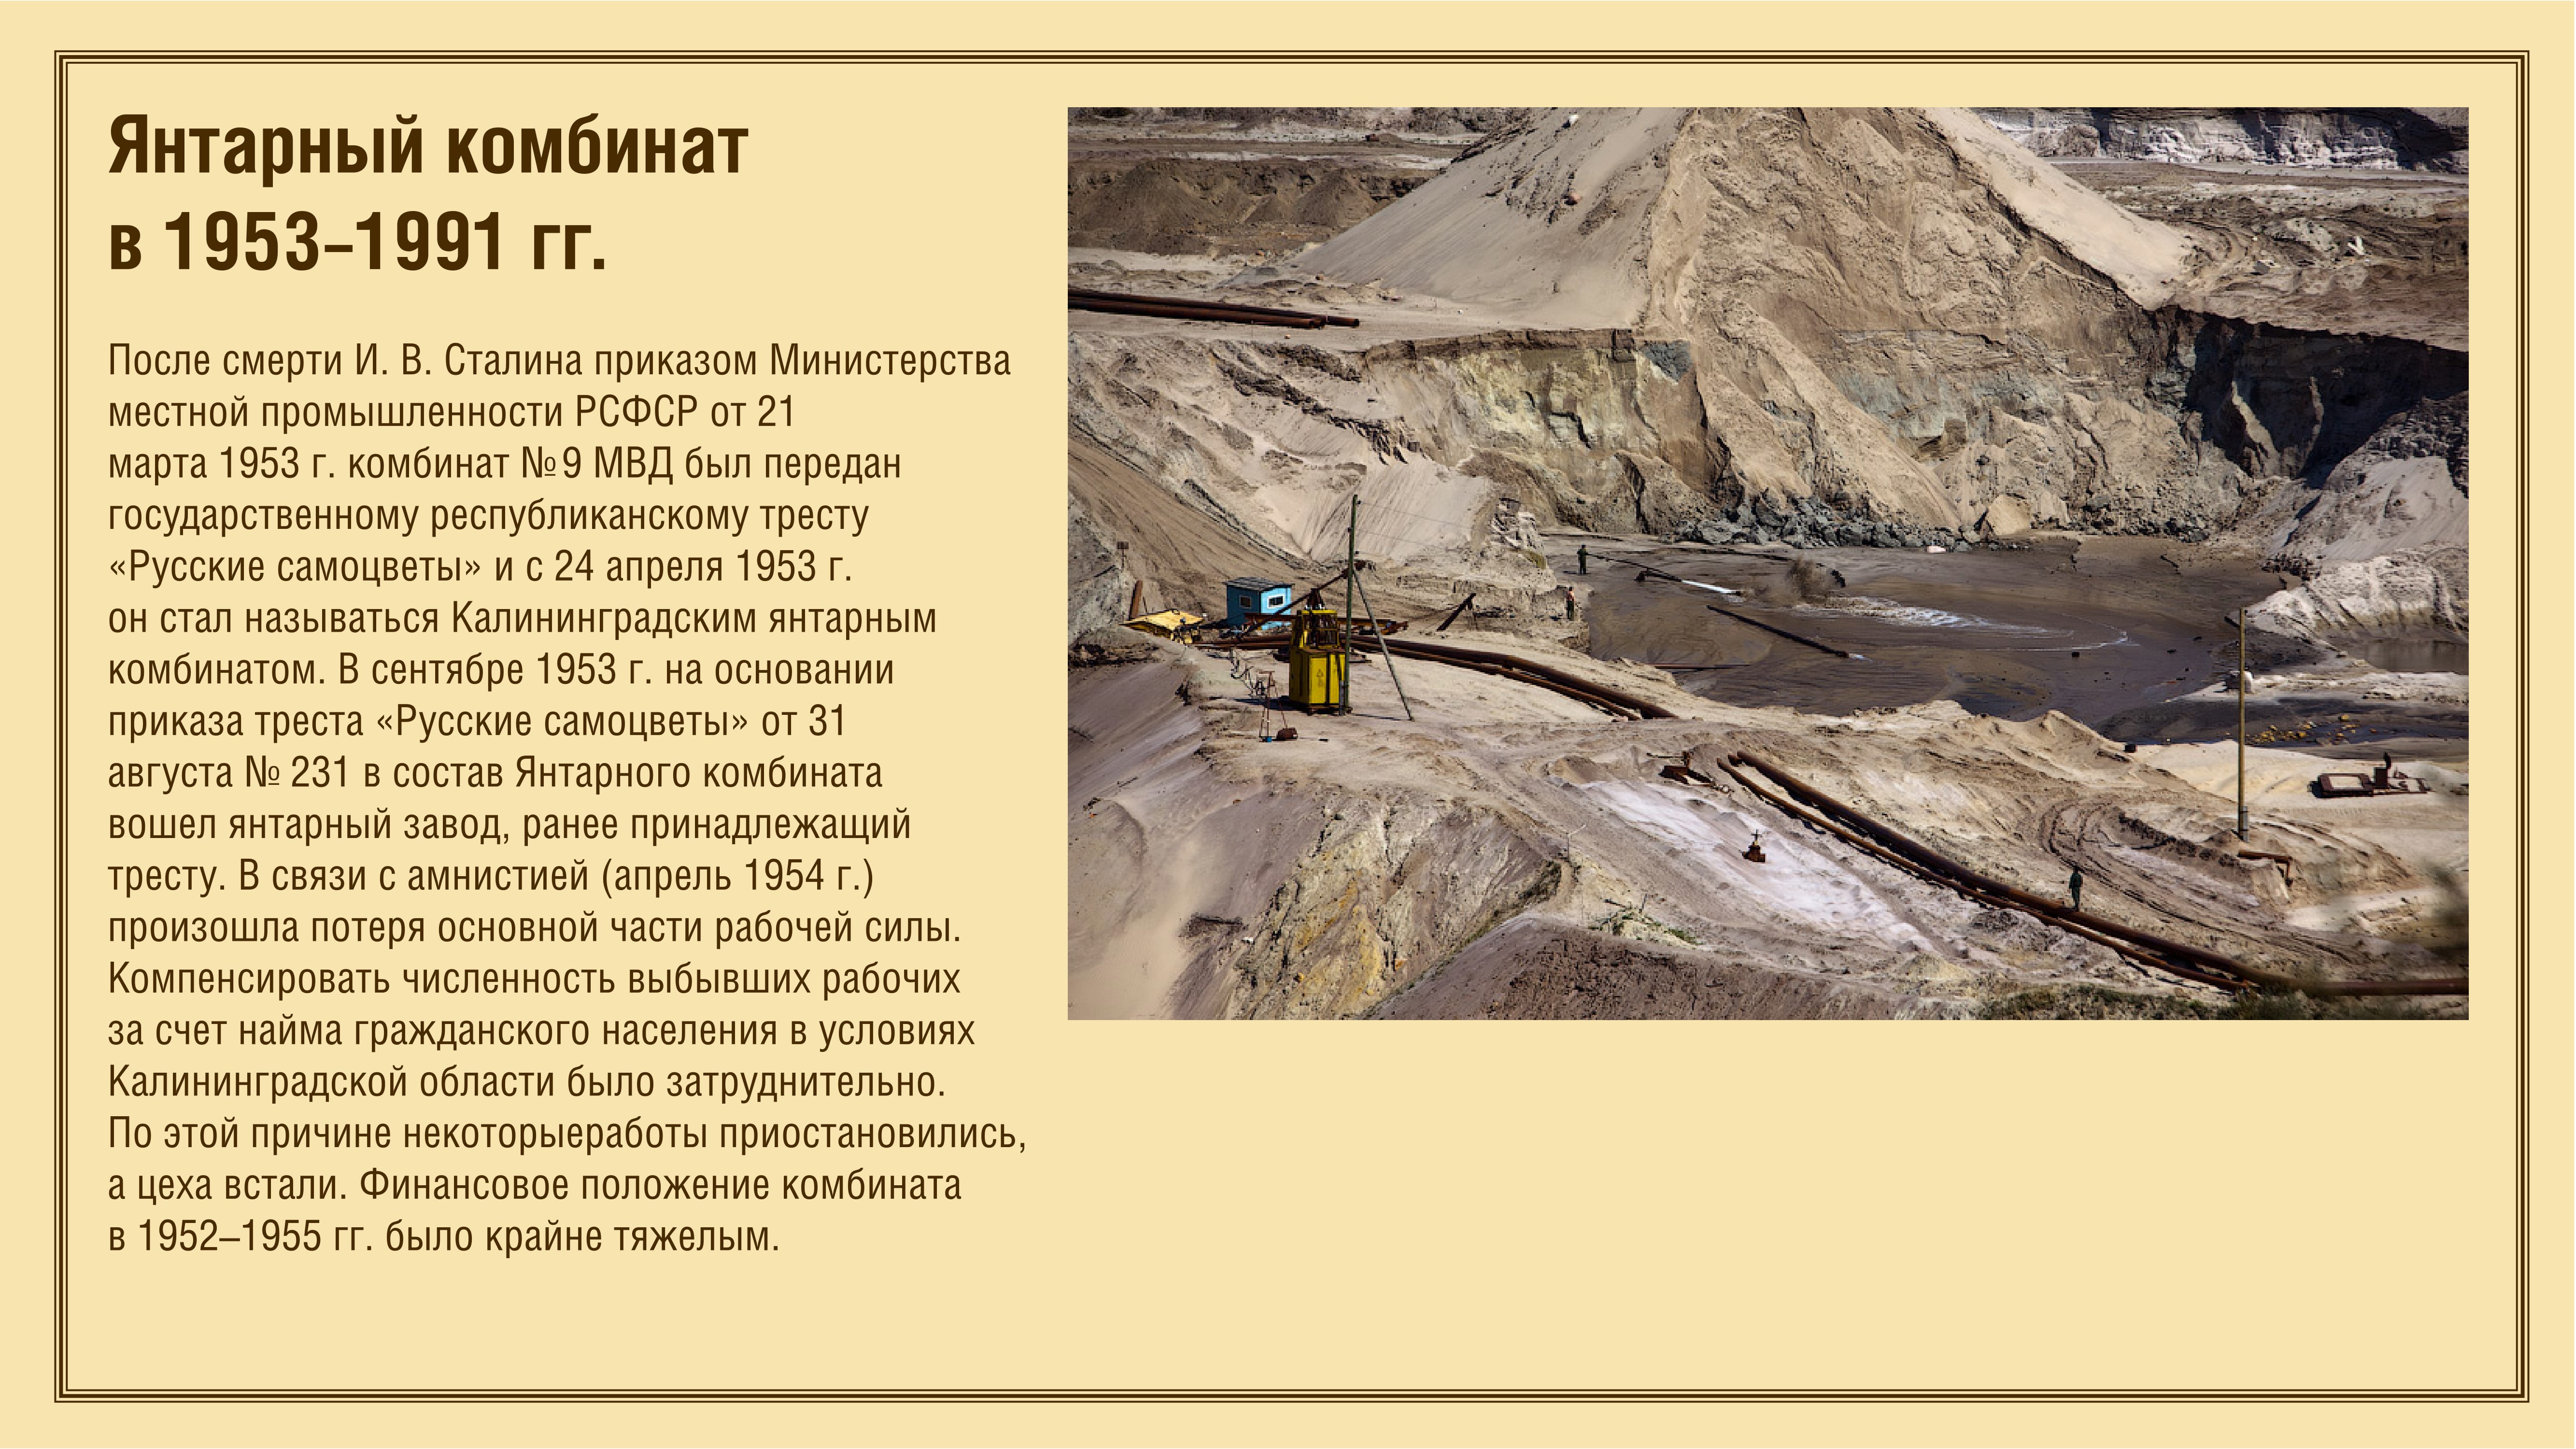 Янтарный комбинат
в 1953–1991 гг.
После смерти И. В. Сталина приказом Министерства
местной промышленности РСФСР от 21
марта 1953 г. комбинат № 9 МВД был передан
государственному республиканскому тресту
«Русские самоцветы» и с 24 апреля 1953 г.
он стал называться Калининградским янтарным
комбинатом. В сентябре 1953 г. на основании
приказа треста «Русские самоцветы» от 31
августа № 231 в состав Янтарного комбината
вошел янтарный завод, ранее принадлежащий
тресту. В связи с амнистией (апрель 1954 г.)
произошла потеря основной части рабочей силы.
Компенсировать численность выбывших рабочих
за счет найма гражданского населения в условиях
Калининградской области было затруднительно.
По этой причине некоторыеработы приостановились,
а цеха встали. Финансовое положение комбината
в 1952–1955 гг. было крайне тяжелым.